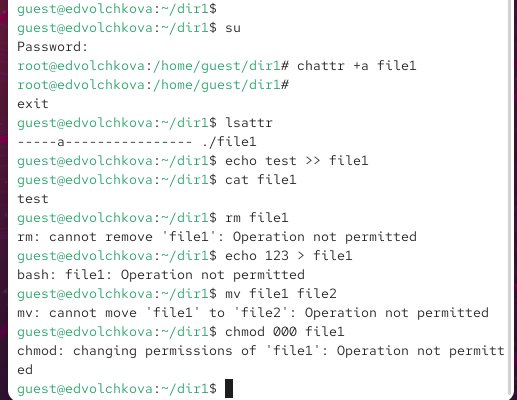 guest@edvolchkova:~/dir1$
guest@edvolchkova:~/dir1$ su
Password:
root@edvolchkova:/home/guest/dir1# chattr +a file1
root@edvolchkova:/home/guest/dir1#
exit
guest@edvolchkova:~/dir1$ lsattr
-----a---------------- ./file1
guest@edvolchkova:~/dir1$ echo test >> file1
guest@edvolchkova:~/dir1$ cat file1
test
guest@edvolchkova:~/dir1$ rm file1
rm: cannot remove 'file1': Operation not permitted
guest@edvolchkova:~/dir1$ echo 123 > file1
bash: file1: Operation not permitted
guest@edvolchkova:~/dir1$ mv file1 file2
mv: cannot move 'file1' to 'file2': Operation not permitted
guest@edvolchkova:~/dir1$ chmod 000 file1
chmod: changing permissions of 'file1': Operation not permitt
ed
guest@edvolchkova:~/dir1$